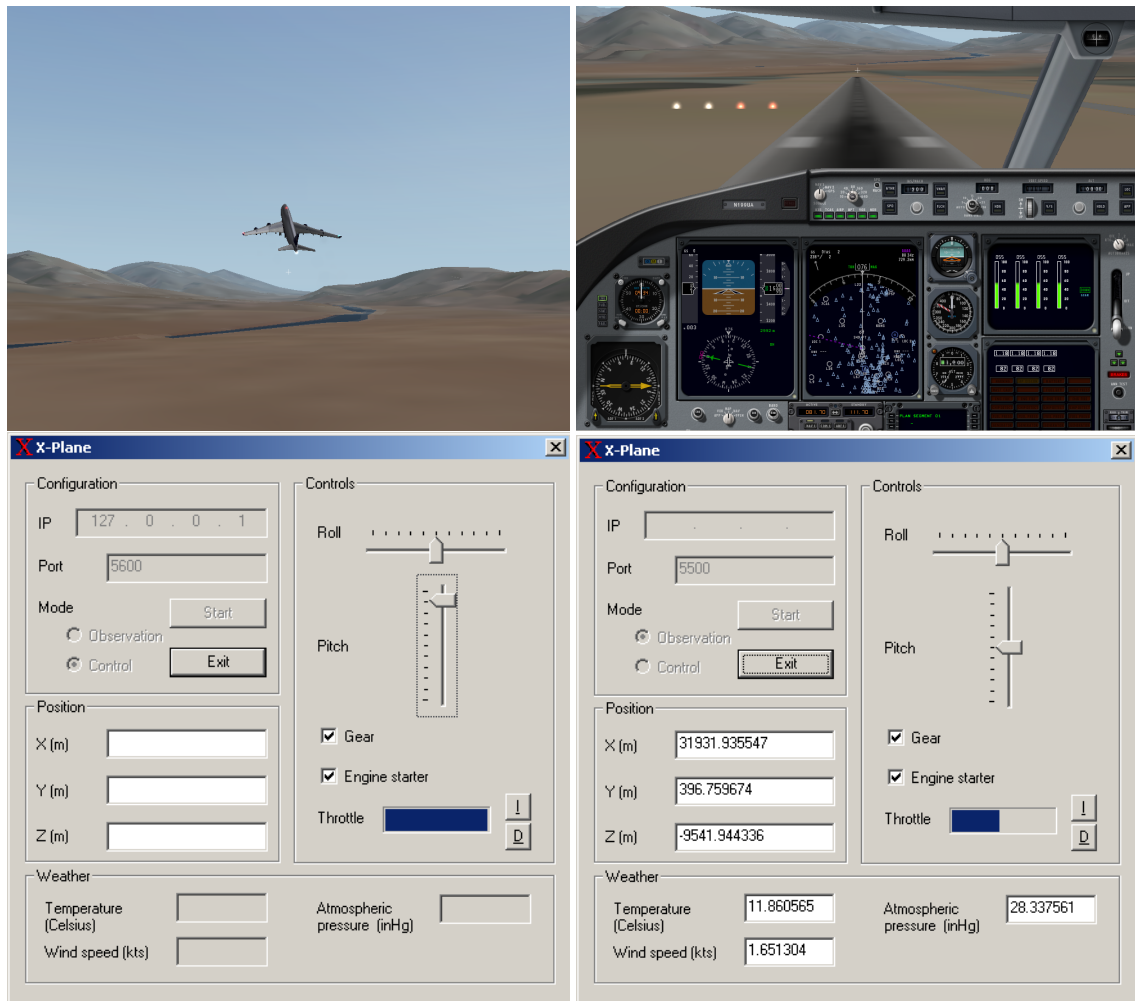 N199QA
076
X-Plane
Configuration
IP 127 . 0 . 0 . 1
Port 5600
Mode
Observation
Control
Start
Exit
Controls
Roll
Pitch
Gear
Engine starter
Throttle
I
D
Position
X (m)
Y (m)
Z (m)
Weather
Temperature
(Celsius)
Wind speed (kts)
Atmospheric
pressure (inHg)
X-Plane
Configuration
IP . . .
Port 5500
Mode
Observation
Control
Start
Exit
Controls
Roll
Pitch
Gear
Engine starter
Throttle
I
D
Position
X (m) 31931.935547
Y (m) 396.759674
Z (m) -9541.944336
Weather
Temperature
(Celsius) 11.860565
Wind speed (kts) 1.651304
Atmospheric
pressure (inHg) 28.337561